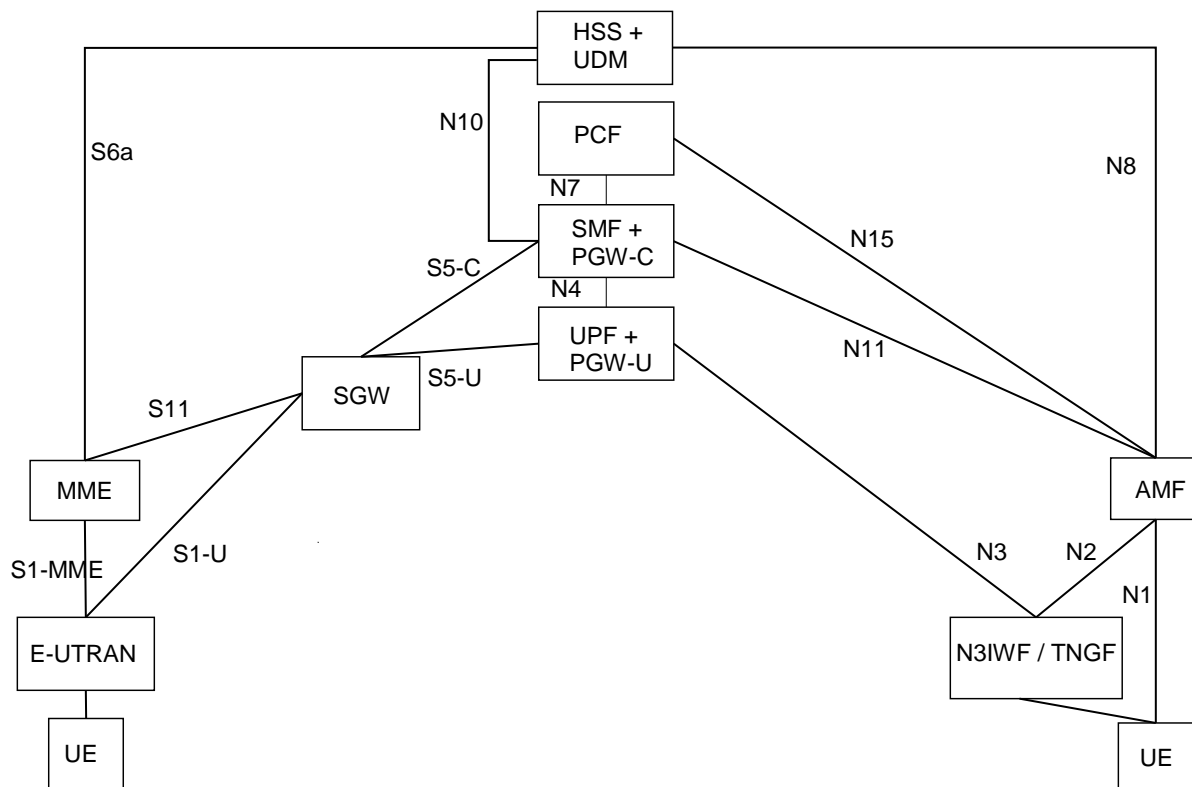 HSS +
UDM
N10
PCF
S6a
N8
N7
SMF +
PGW-C
N15
S5-C
N4
UPF +
PGW-U
N11
S5-U
SGW
S11
MME
AMF
S1-U
N3
N2
S1-MME
N1
E-UTRAN
N3IWF / TNGF
UE
UE